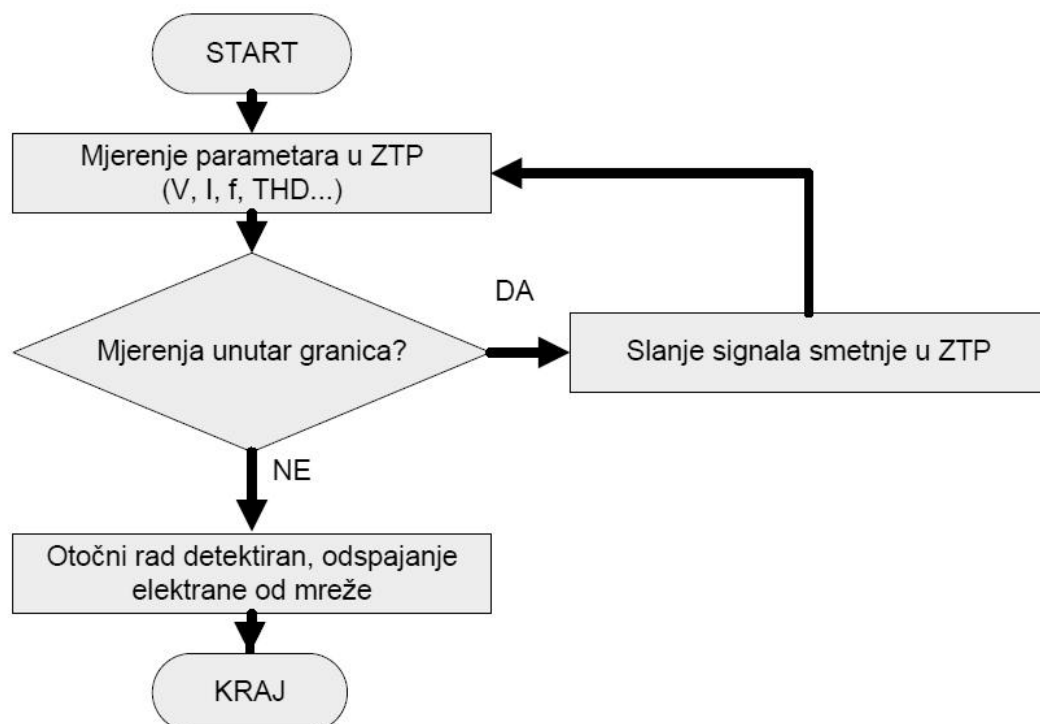 START
Mjerenje parametara u ZTP
(V, I, f, THD...)
DA
Mjerenja unutar granica?
Slanje signala smetnje u ZTP
NE
Otočni rad detektiran, odspajanje
elektrane od mreže
KRAJ